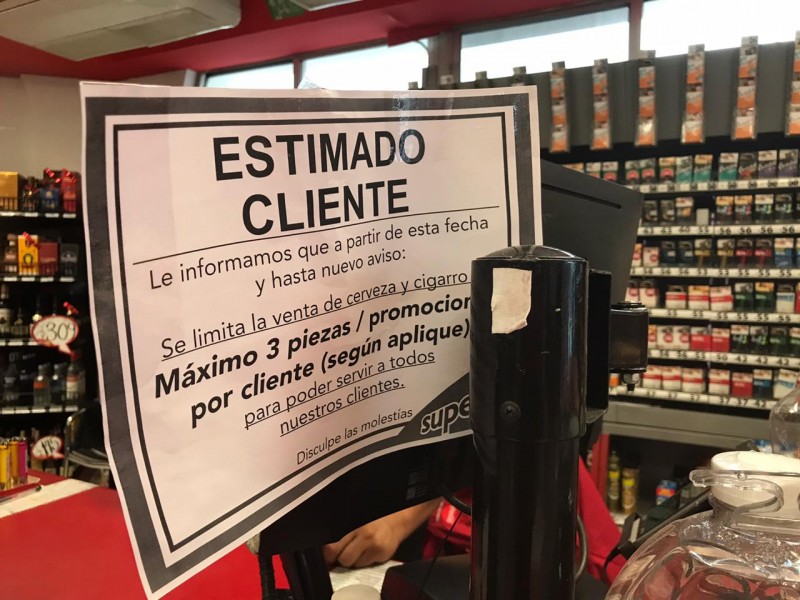 ESTIMADO
CLIENTE
Le informamos que a partir de esta fecha
y hasta nuevo aviso:
Se limita la venta de cerveza y cigarro
Máximo 3 piezas / promocion
por cliente (según aplique)
para poder servir a todos
nuestros clientes.
Disculpe las molestias
supe